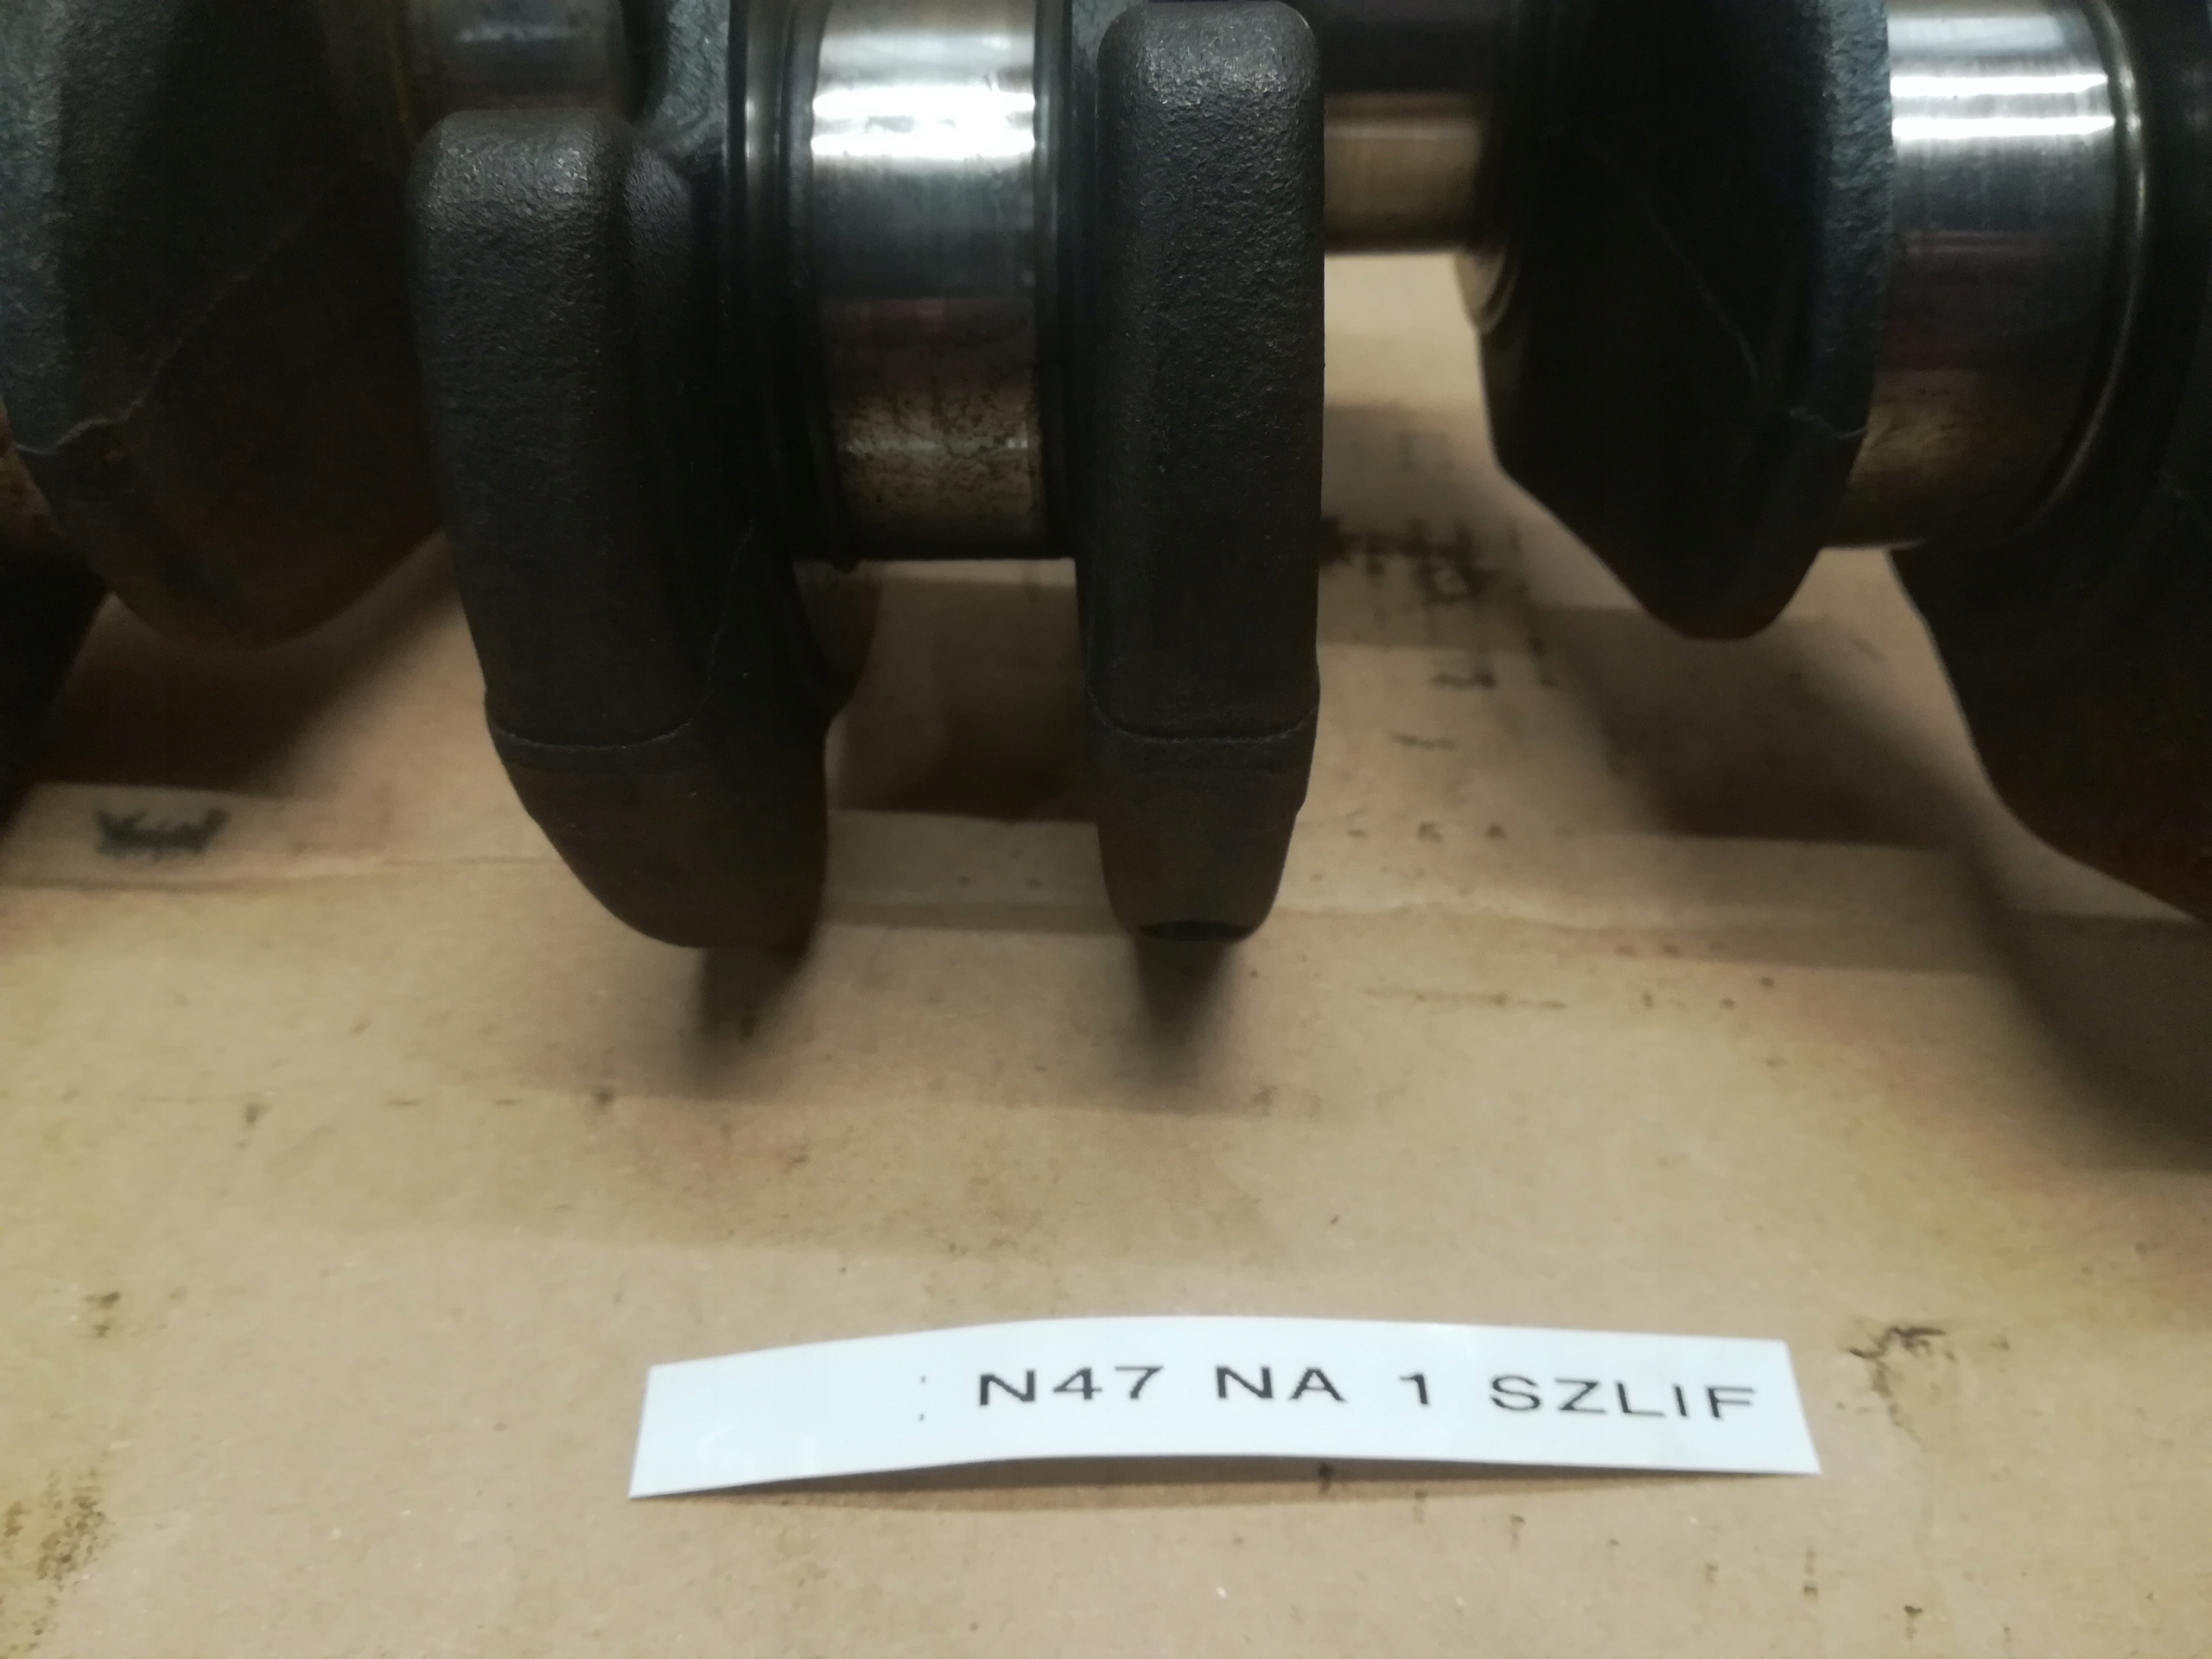 : N47 NA 1 SZLIF